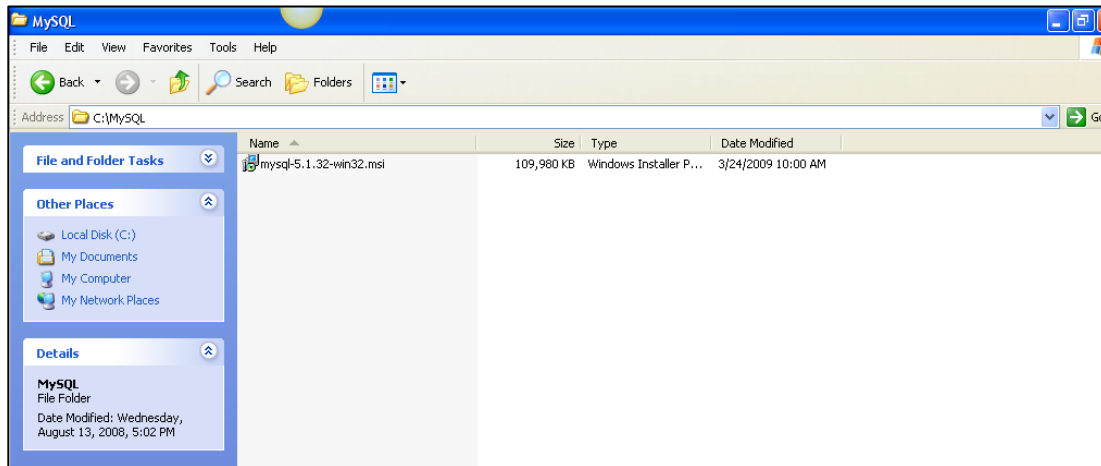 MySQL
File Edit View Favorites Tools Help
Back Search Folders
Address C:\MySQL
Name Size Type Date Modified
File and Folder Tasks
mysql-5.1.32-win32.msi 109,980 KB Windows Installer P... 3/24/2009 10:00 AM
Other Places
Local Disk (C:)
My Documents
My Computer
My Network Places
Details
MySQL
File Folder
Date Modified: Wednesday,
August 13, 2008, 5:02 PM